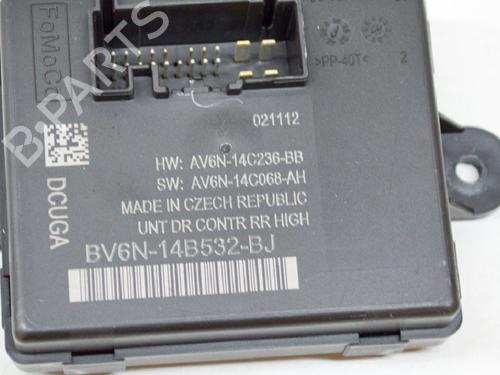 FoMoCo
>PP-40T<
2
021112
HW: AV6N-14C236-BB
SW: AV6N-14C068-AH
MADE IN CZECH REPUBLIC
UNT DR CONTR RR HIGH
BV6N-14B532-BJ
DCUGA
B-Parts